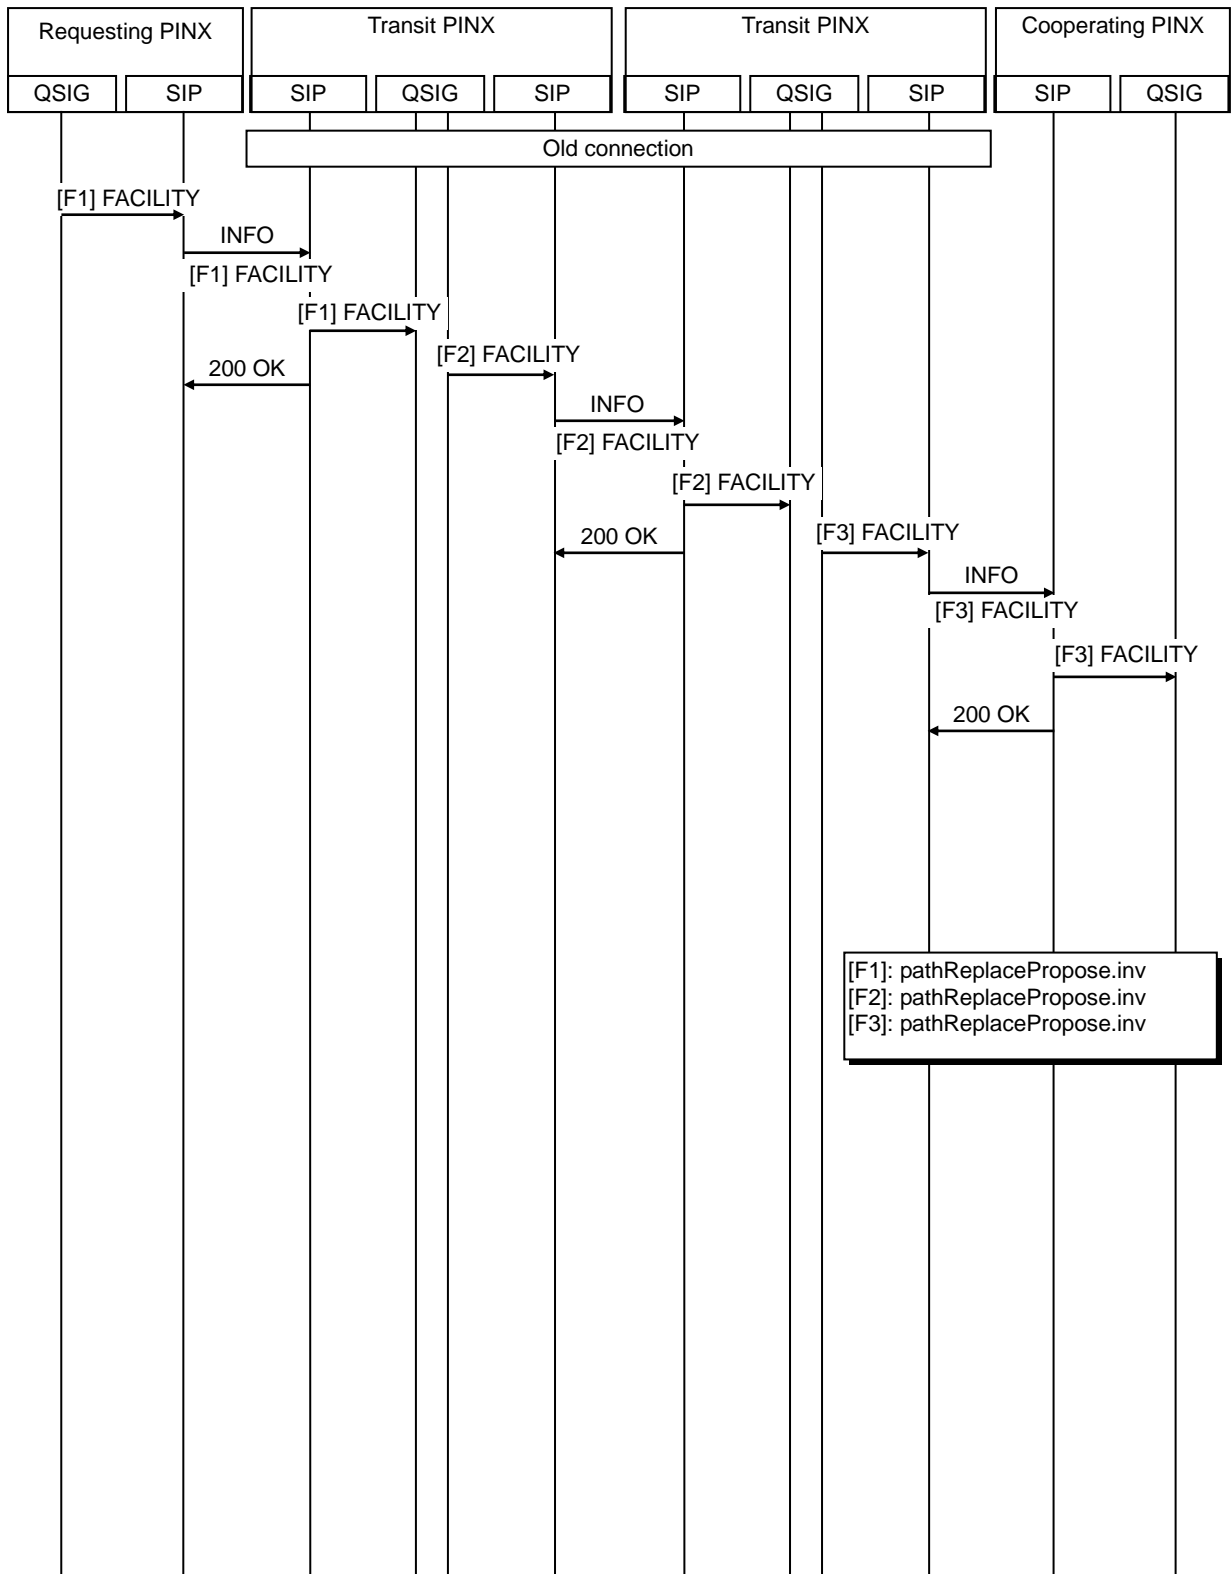 Requesting PINX
Transit PINX
Transit PINX
Cooperating PINX
QSIG
SIP
SIP
QSIG
SIP
SIP
QSIG
SIP
SIP
QSIG
Old connection
[F1] FACILITY
INFO
[F1] FACILITY
[F1] FACILITY
[F2] FACILITY
200 OK
INFO
[F2] FACILITY
[F2] FACILITY
200 OK
[F3] FACILITY
INFO
[F3] FACILITY
[F3] FACILITY
200 OK
[F1]: pathReplacePropose.inv
[F2]: pathReplacePropose.inv
[F3]: pathReplacePropose.inv